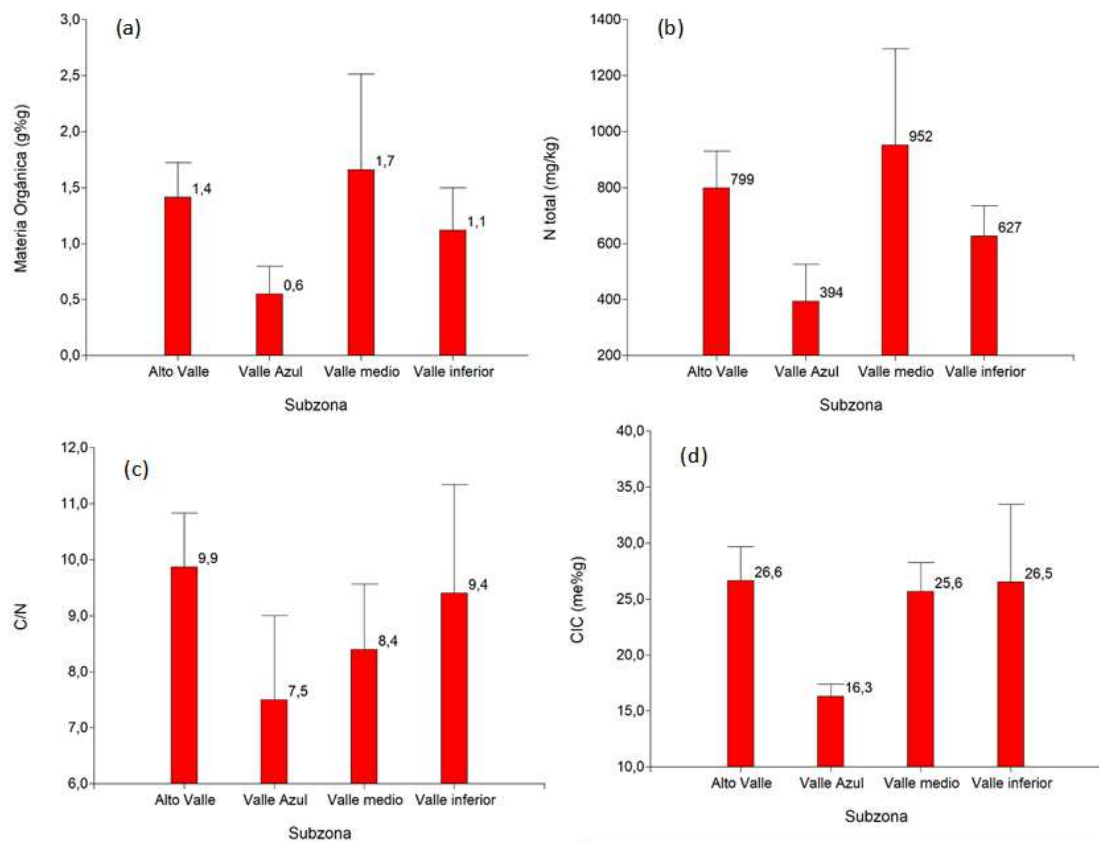 (a)
Materia Orgánica (g%g)
3,0
2,5
2,0
1,5
1,0
0,5
0,0
1,4
0,6
1,7
1,1
Alto Valle Valle Azul Valle medio Valle inferior
Subzona
(b)
N total (mg/kg)
1400
1200
1000
800
600
400
200
799
394
952
627
Alto Valle Valle Azul Valle medio Valle inferior
Subzona
(c)
C/N
12,0
11,0
10,0
9,0
8,0
7,0
6,0
9,9
7,5
8,4
9,4
Alto Valle Valle Azul Valle medio Valle inferior
Subzona
(d)
CIC (me%g)
40,0
35,0
30,0
25,0
20,0
15,0
10,0
26,6
16,3
25,6
26,5
Alto Valle Valle Azul Valle medio Valle inferior
Subzona